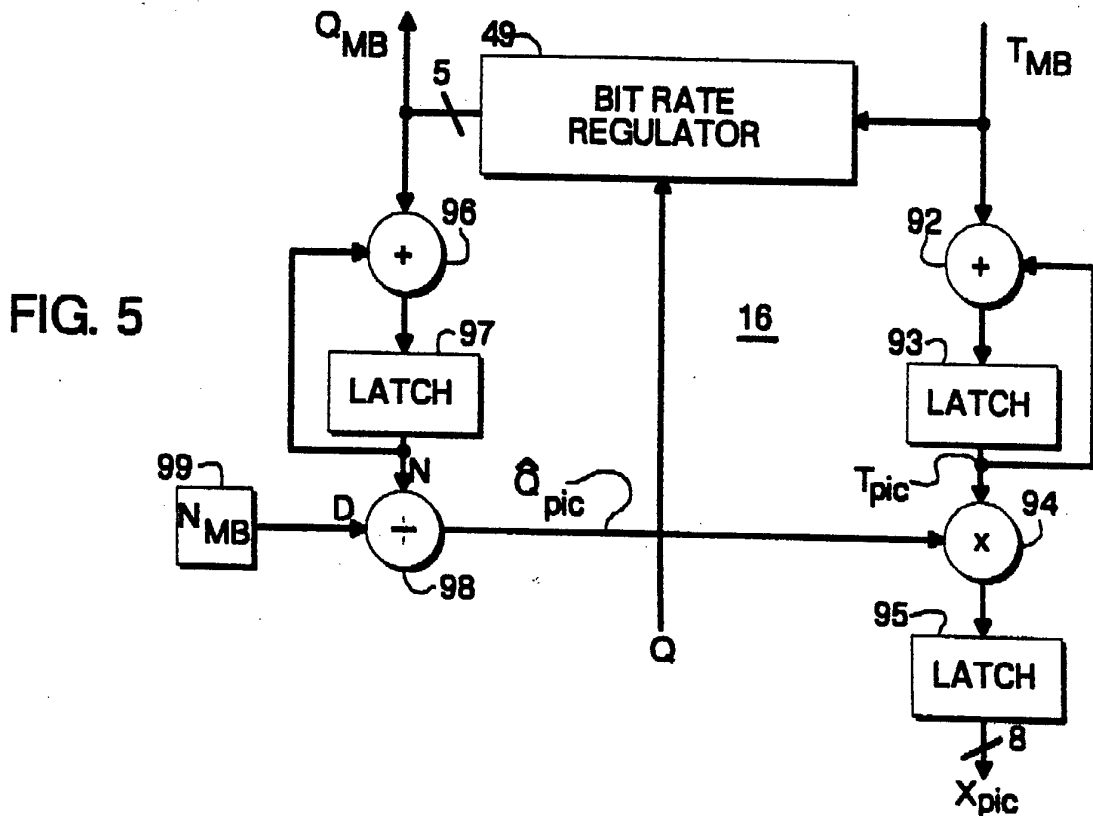 Q_MB
5
49
BIT RATE
REGULATOR
T_MB
96
+
92
+
FIG. 5
16
97
LATCH
93
LATCH
99
N_MB
D
N
÷
98
Q̂_pic
T_pic
94
x
Q
95
LATCH
8
X_pic